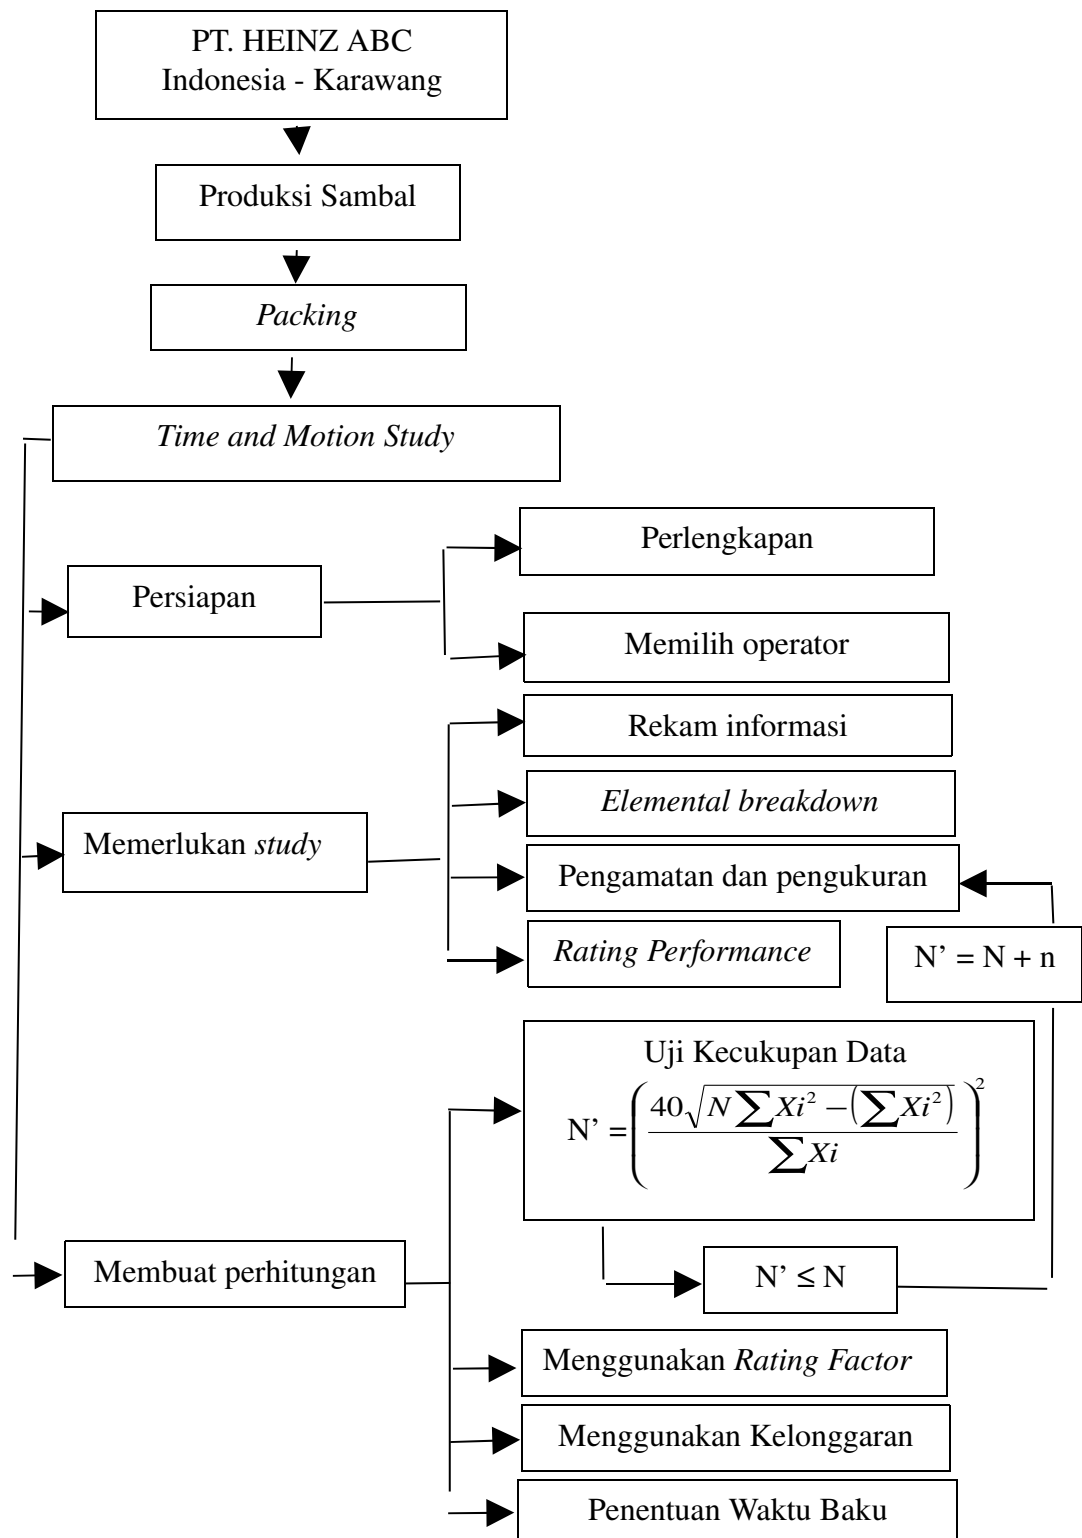 PT. HEINZ ABC
Indonesia - Karawang
Produksi Sambal
Packing
Time and Motion Study
Perlengkapan
Persiapan
Memilih operator
Rekam informasi
Elemental breakdown
Memerlukan study
Pengamatan dan pengukuran
Rating Performance
N’ = N + n
Uji Kecukupan Data
N’ = ( 40√(N∑Xi² – (∑Xi²)) / ∑Xi )²
Membuat perhitungan
N’ ≤ N
Menggunakan Rating Factor
Menggunakan Kelonggaran
Penentuan Waktu Baku